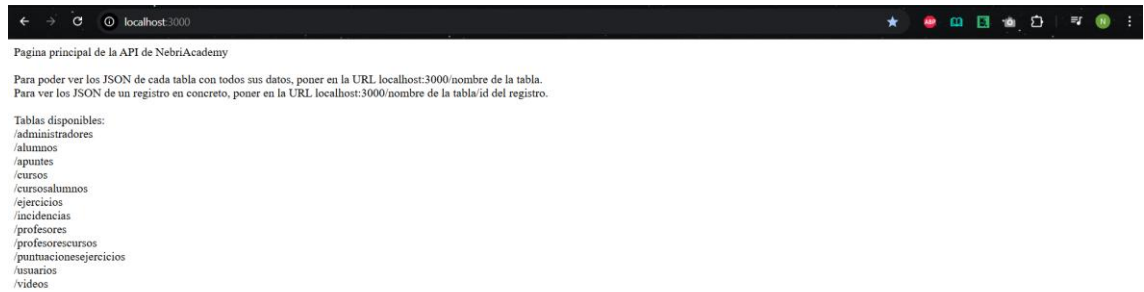 localhost:3000
Pagina principal de la API de NebriAcademy
Para poder ver los JSON de cada tabla con todos sus datos, poner en la URL localhost:3000/nombre de la tabla.
Para ver los JSON de un registro en concreto, poner en la URL localhost:3000/nombre de la tabla/id del registro.
Tablas disponibles:
/administradores
/alumnos
/apuntes
/cursos
/cursosalumnos
/ejercicios
/incidencias
/profesores
/profesorescursos
/puntuacionesejercicios
/usuarios
/videos